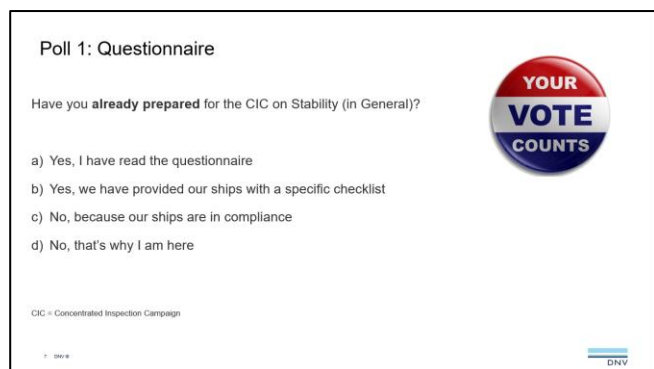 Poll 1: Questionnaire
YOUR
VOTE
COUNTS
Have you already prepared for the CIC on Stability (in General)?
a) Yes, I have read the questionnaire
b) Yes, we have provided our ships with a specific checklist
c) No, because our ships are in compliance
d) No, that's why I am here
CIC = Concentrated Inspection Campaign
7 DNV ©
DNV